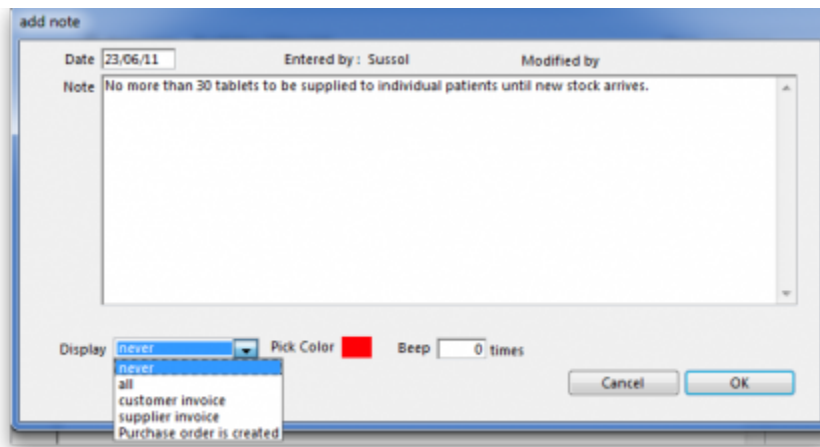 add note
Date 23/06/11 Entered by : Sussol Modified by
Note No more than 30 tablets to be supplied to individual patients until new stock arrives.
Display never Pick Color Beep 0 times
never
all
customer invoice
supplier invoice
Purchase order is created
Cancel OK